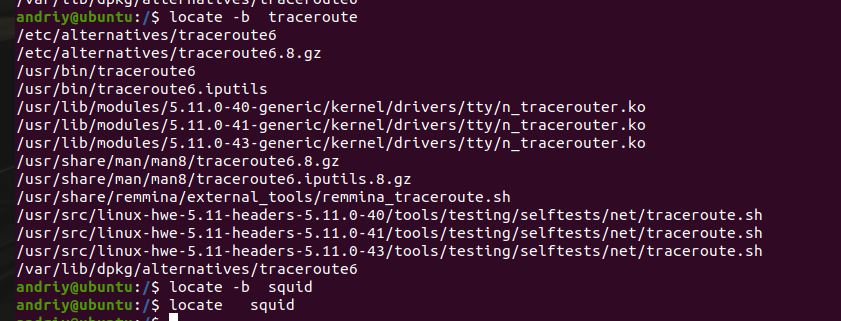 /var/lib/dpkg/alternatives/traceroute6
andriy@ubuntu:/$ locate -b  traceroute
/etc/alternatives/traceroute6
/etc/alternatives/traceroute6.8.gz
/usr/bin/traceroute6
/usr/bin/traceroute6.iputils
/usr/lib/modules/5.11.0-40-generic/kernel/drivers/tty/n_tracerouter.ko
/usr/lib/modules/5.11.0-41-generic/kernel/drivers/tty/n_tracerouter.ko
/usr/lib/modules/5.11.0-43-generic/kernel/drivers/tty/n_tracerouter.ko
/usr/share/man/man8/traceroute6.8.gz
/usr/share/man/man8/traceroute6.iputils.8.gz
/usr/share/remmina/external_tools/remmina_traceroute.sh
/usr/src/linux-hwe-5.11-headers-5.11.0-40/tools/testing/selftests/net/traceroute.sh
/usr/src/linux-hwe-5.11-headers-5.11.0-41/tools/testing/selftests/net/traceroute.sh
/usr/src/linux-hwe-5.11-headers-5.11.0-43/tools/testing/selftests/net/traceroute.sh
/var/lib/dpkg/alternatives/traceroute6
andriy@ubuntu:/$ locate -b  squid
andriy@ubuntu:/$ locate   squid
andriy@ubuntu:/$